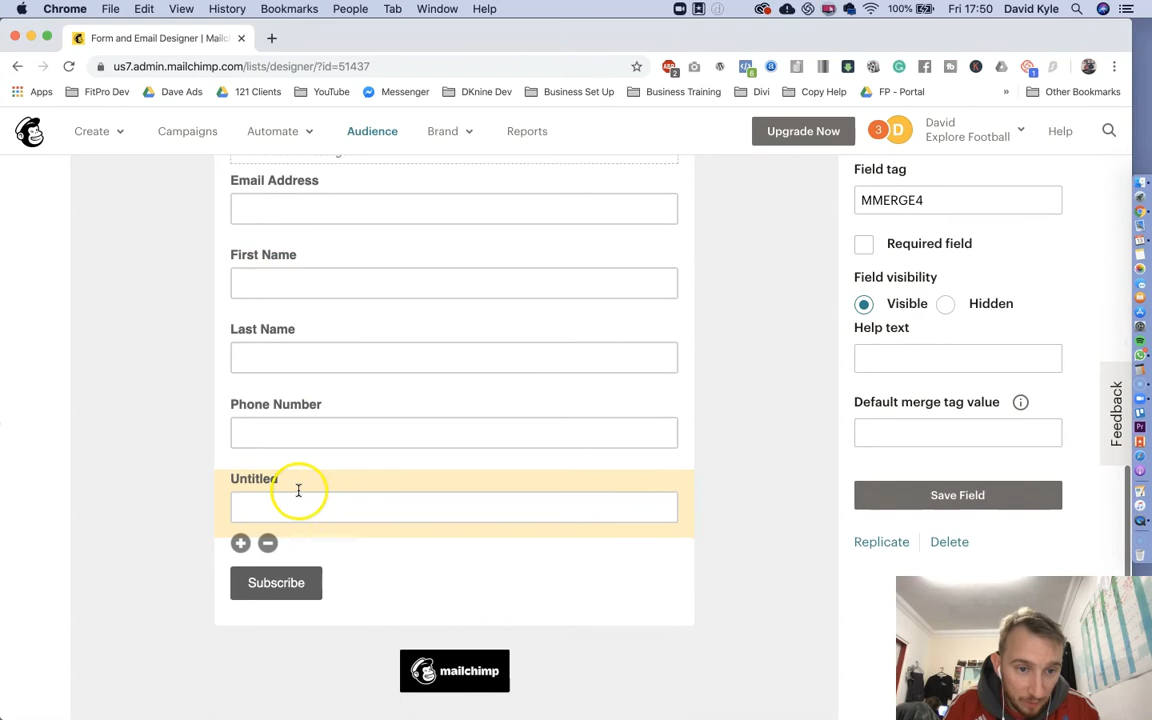 Chrome File Edit View History Bookmarks People Tab Window Help 100% Fri 17:50 David Kyle
Form and Email Designer | Mailc
us7.admin.mailchimp.com/lists/designer/?id=51437
Apps FitPro Dev Dave Ads 121 Clients YouTube Messenger DKnine Dev Business Set Up Business Training Divi Copy Help FP - Portal » Other Bookmarks
Create Campaigns Automate Audience Brand Reports Upgrade Now 3 D David Explore Football Help
Email Address
First Name
Last Name
Phone Number
Untitled
Subscribe
mailchimp
Field tag
MMERGE4
Required field
Field visibility
Visible Hidden
Help text
Default merge tag value
Save Field
Replicate Delete
Feedback